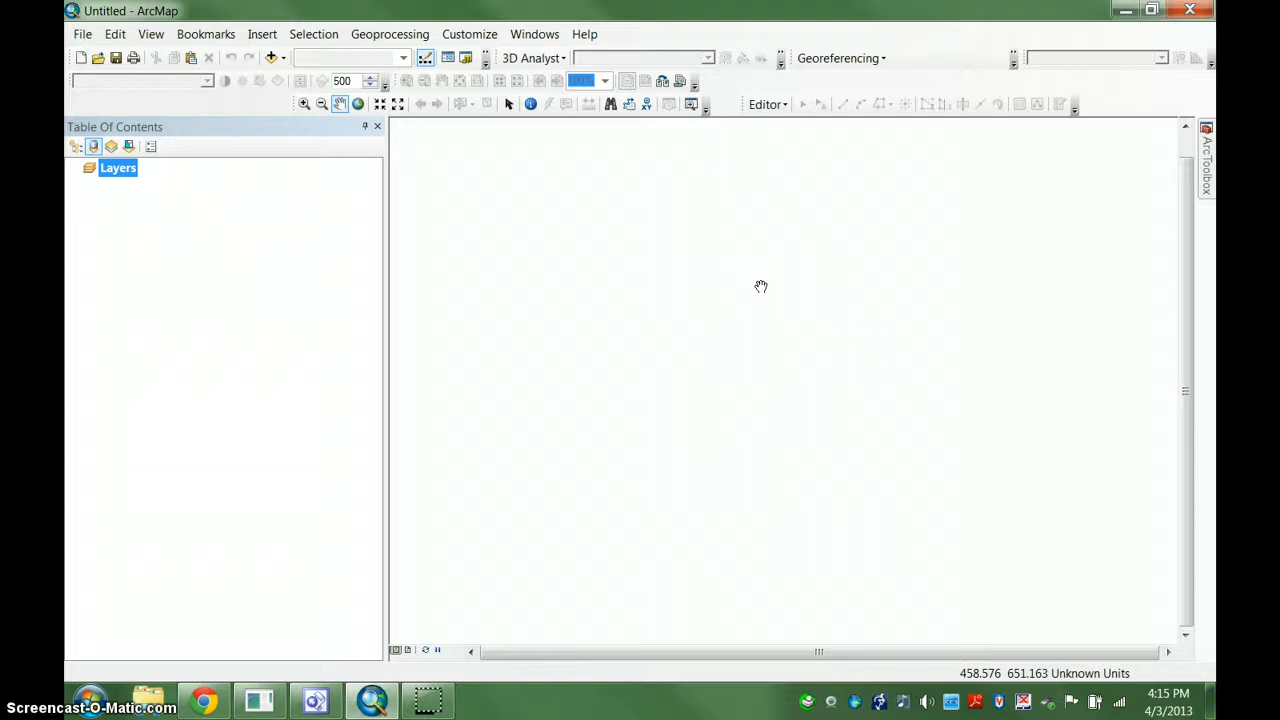 Untitled - ArcMap
File Edit View Bookmarks Insert Selection Geoprocessing Customize Windows Help
3D Analyst Georeferencing
500 100%
Editor
Table Of Contents
Layers
ArcToolbox
458.576 651.163 Unknown Units
4:15 PM
4/3/2013
Screencast-O-Matic.com